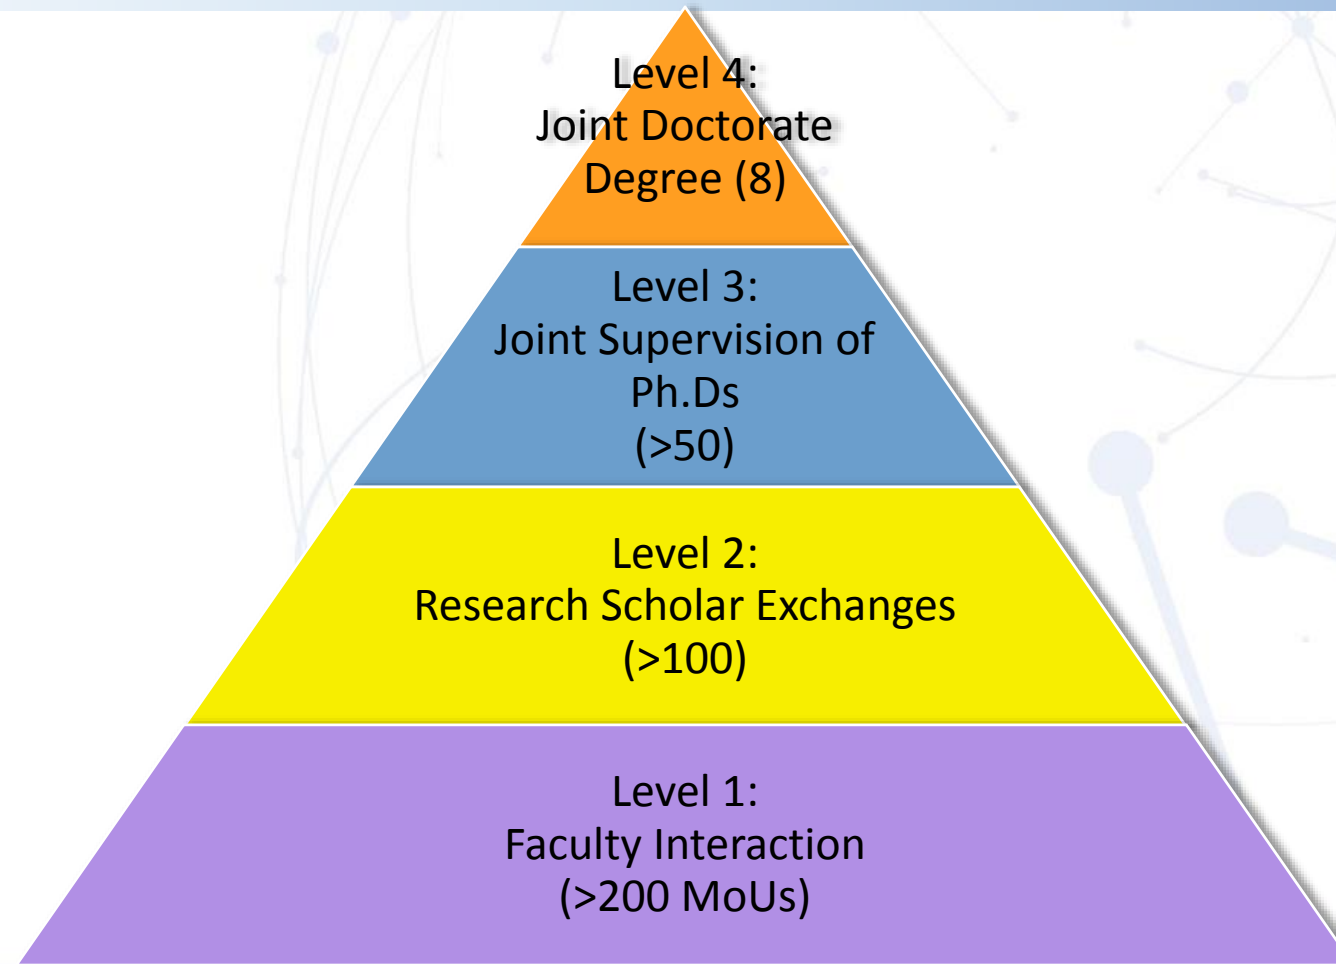 Level 4:
Joint Doctorate
Degree (8)
Level 3:
Joint Supervision of
Ph.Ds
(>50)
Level 2:
Research Scholar Exchanges
(>100)
Level 1:
Faculty Interaction
(>200 MoUs)